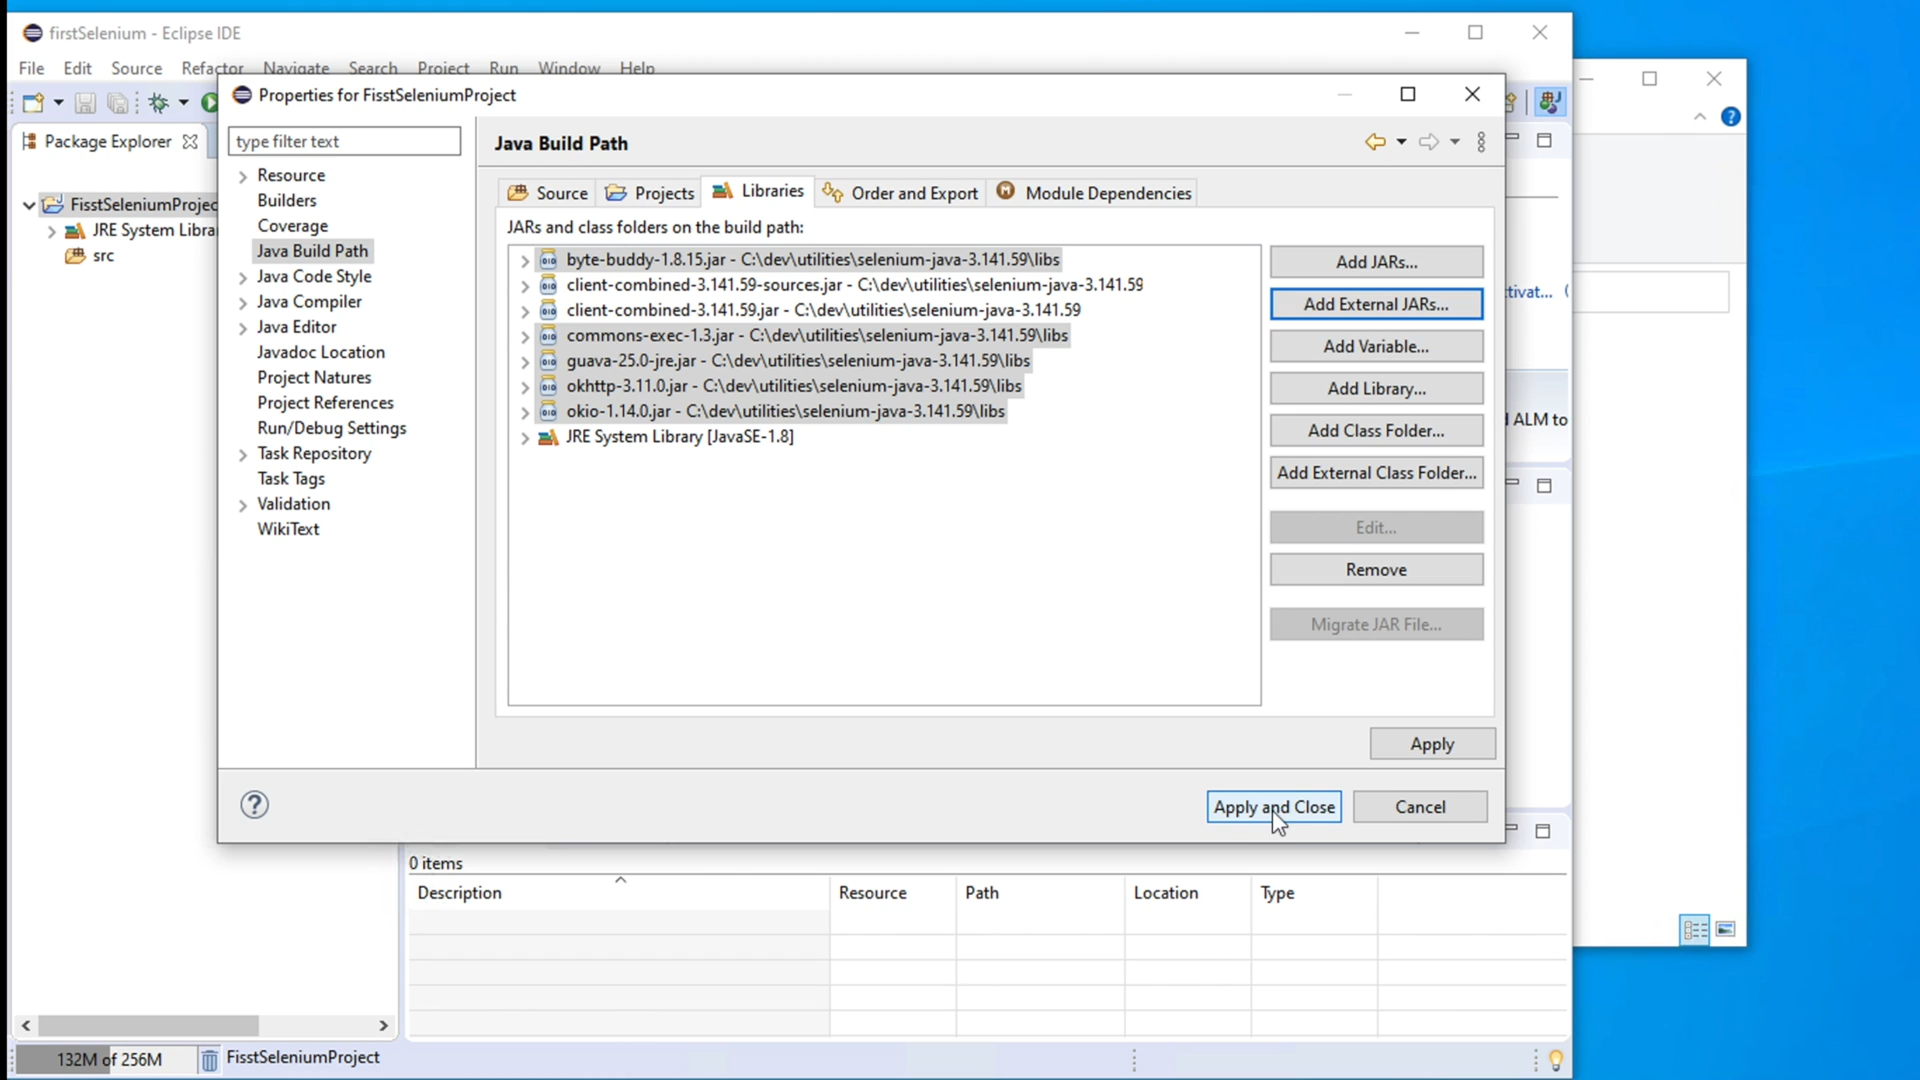 firstSelenium - Eclipse IDE
File Edit Source Refactor Navigate Search Project Run Window Help
Properties for FisstSeleniumProject
Package Explorer
FisstSeleniumProjec
JRE System Librar
src
type filter text
Resource
Builders
Coverage
Java Build Path
Java Code Style
Java Compiler
Java Editor
Javadoc Location
Project Natures
Project References
Run/Debug Settings
Task Repository
Task Tags
Validation
WikiText
Java Build Path
Source Projects Libraries Order and Export Module Dependencies
JARs and class folders on the build path:
byte-buddy-1.8.15.jar - C:\dev\utilities\selenium-java-3.141.59\libs
client-combined-3.141.59-sources.jar - C:\dev\utilities\selenium-java-3.141.59
client-combined-3.141.59.jar - C:\dev\utilities\selenium-java-3.141.59
commons-exec-1.3.jar - C:\dev\utilities\selenium-java-3.141.59\libs
guava-25.0-jre.jar - C:\dev\utilities\selenium-java-3.141.59\libs
okhttp-3.11.0.jar - C:\dev\utilities\selenium-java-3.141.59\libs
okio-1.14.0.jar - C:\dev\utilities\selenium-java-3.141.59\libs
JRE System Library [JavaSE-1.8]
Add JARs...
Add External JARs...
Add Variable...
Add Library...
Add Class Folder...
Add External Class Folder...
Edit...
Remove
Migrate JAR File...
Apply
Apply and Close Cancel
tivat... (
ALM to
0 items
Description Resource Path Location Type
132M of 256M FisstSeleniumProject